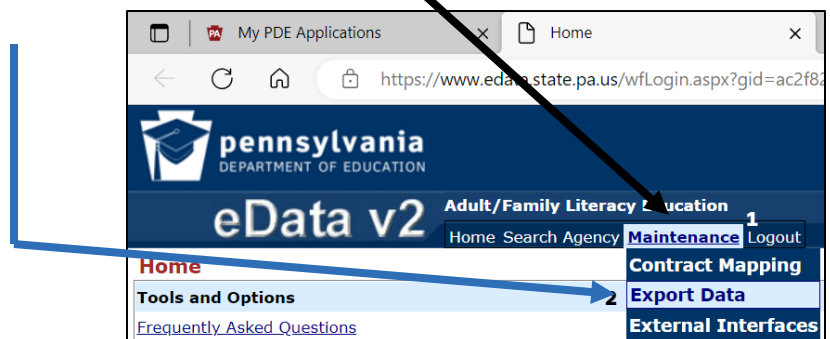 My PDE Applications
Home
https://www.edata.state.pa.us/wfLogin.aspx?gid=ac2f82
pennsylvania
DEPARTMENT OF EDUCATION
eData v2
Adult/Family Literacy Education
1
Home Search Agency Maintenance Logout
Home
Contract Mapping
Tools and Options
2 Export Data
Frequently Asked Questions
External Interfaces